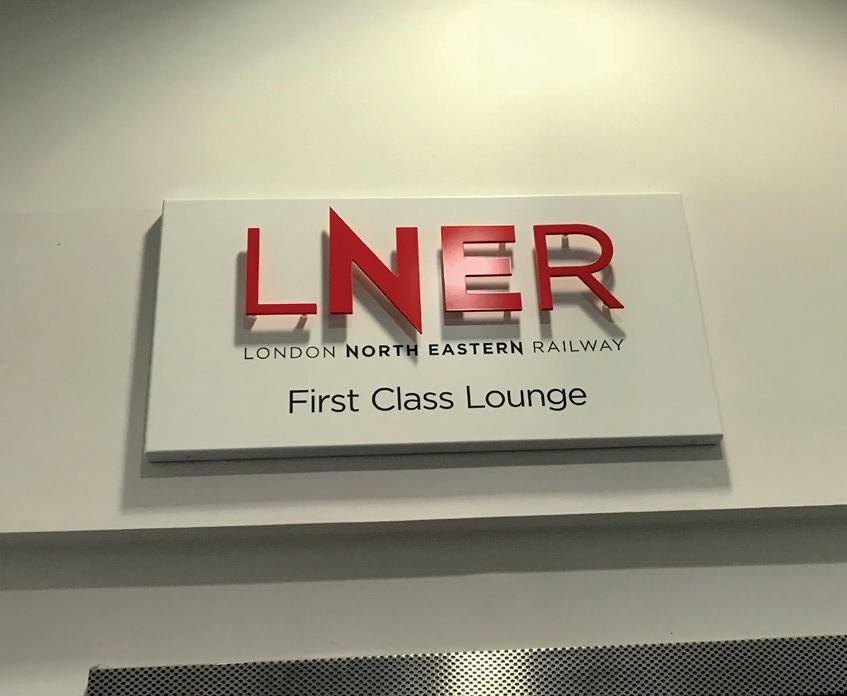 LNER
LONDON NORTH EASTERN RAILWAY
First Class Lounge